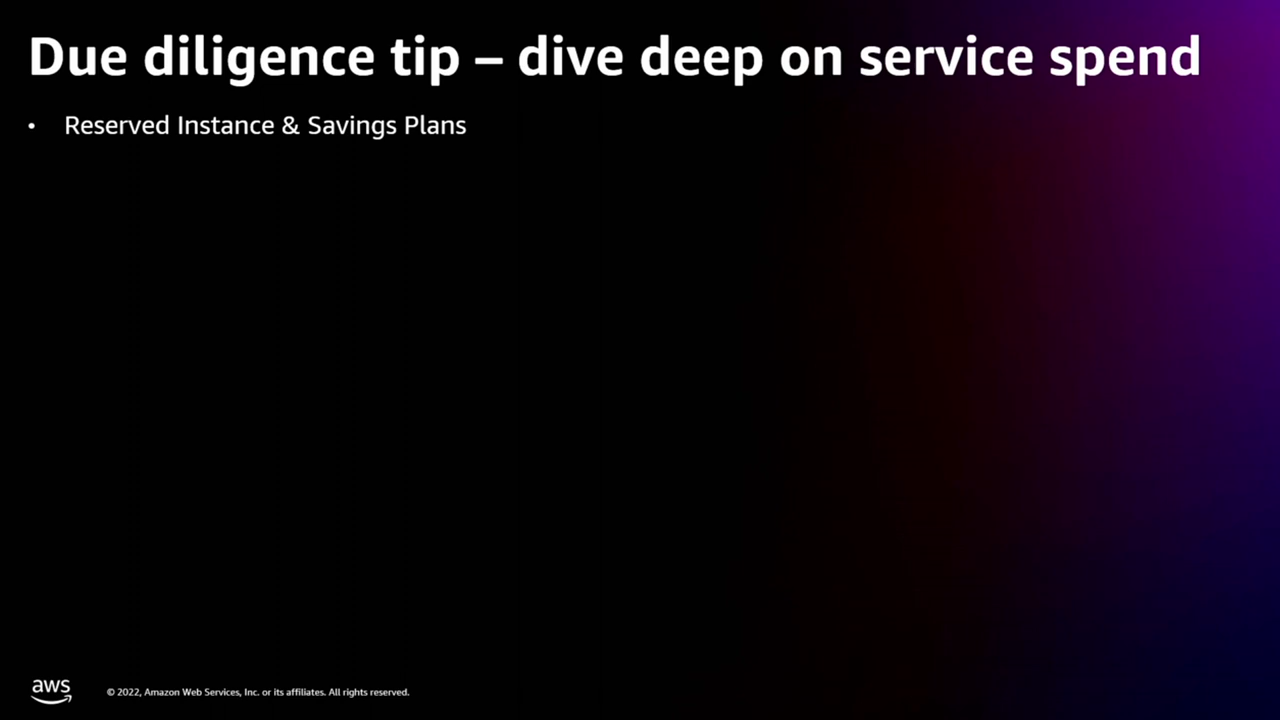 Due diligence tip – dive deep on service spend
• Reserved Instance & Savings Plans
aws
© 2022, Amazon Web Services, Inc. or its affiliates. All rights reserved.